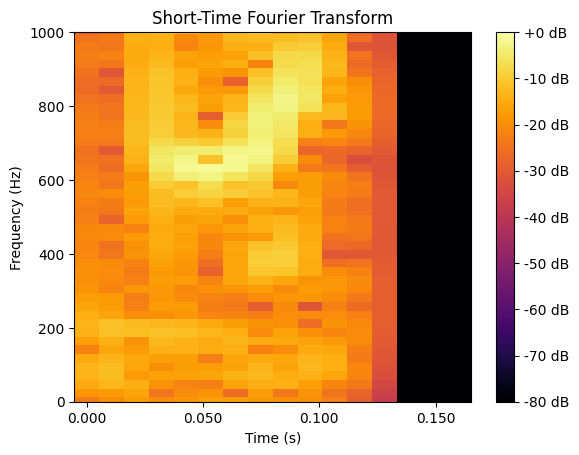 Short-Time Fourier Transform
Frequency (Hz)
1000
800
600
400
200
0
0.000 0.050 0.100 0.150
Time (s)
+0 dB
-10 dB
-20 dB
-30 dB
-40 dB
-50 dB
-60 dB
-70 dB
-80 dB